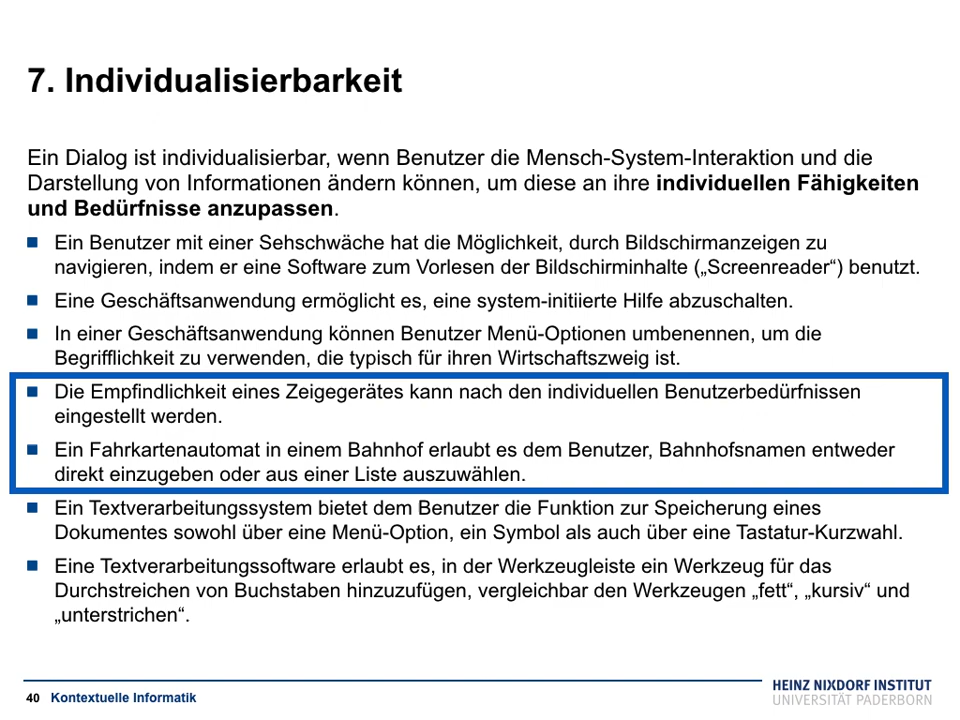 7. Individualisierbarkeit
Ein Dialog ist individualisierbar, wenn Benutzer die Mensch-System-Interaktion und die
Darstellung von Informationen ändern können, um diese an ihre individuellen Fähigkeiten
und Bedürfnisse anzupassen.
Ein Benutzer mit einer Sehschwäche hat die Möglichkeit, durch Bildschirmanzeigen zu
navigieren, indem er eine Software zum Vorlesen der Bildschirminhalte („Screenreader“) benutzt.
Eine Geschäftsanwendung ermöglicht es, eine system-initiierte Hilfe abzuschalten.
In einer Geschäftsanwendung können Benutzer Menü-Optionen umbenennen, um die
Begrifflichkeit zu verwenden, die typisch für ihren Wirtschaftszweig ist.
Die Empfindlichkeit eines Zeigegerätes kann nach den individuellen Benutzerbedürfnissen
eingestellt werden.
Ein Fahrkartenautomat in einem Bahnhof erlaubt es dem Benutzer, Bahnhofsnamen entweder
direkt einzugeben oder aus einer Liste auszuwählen.
Ein Textverarbeitungssystem bietet dem Benutzer die Funktion zur Speicherung eines
Dokumentes sowohl über eine Menü-Option, ein Symbol als auch über eine Tastatur-Kurzwahl.
Eine Textverarbeitungssoftware erlaubt es, in der Werkzeugleiste ein Werkzeug für das
Durchstreichen von Buchstaben hinzuzufügen, vergleichbar den Werkzeugen „fett“, „kursiv“ und
„unterstrichen“.
40 Kontextuelle Informatik
HEINZ NIXDORF INSTITUT
UNIVERSITÄT PADERBORN